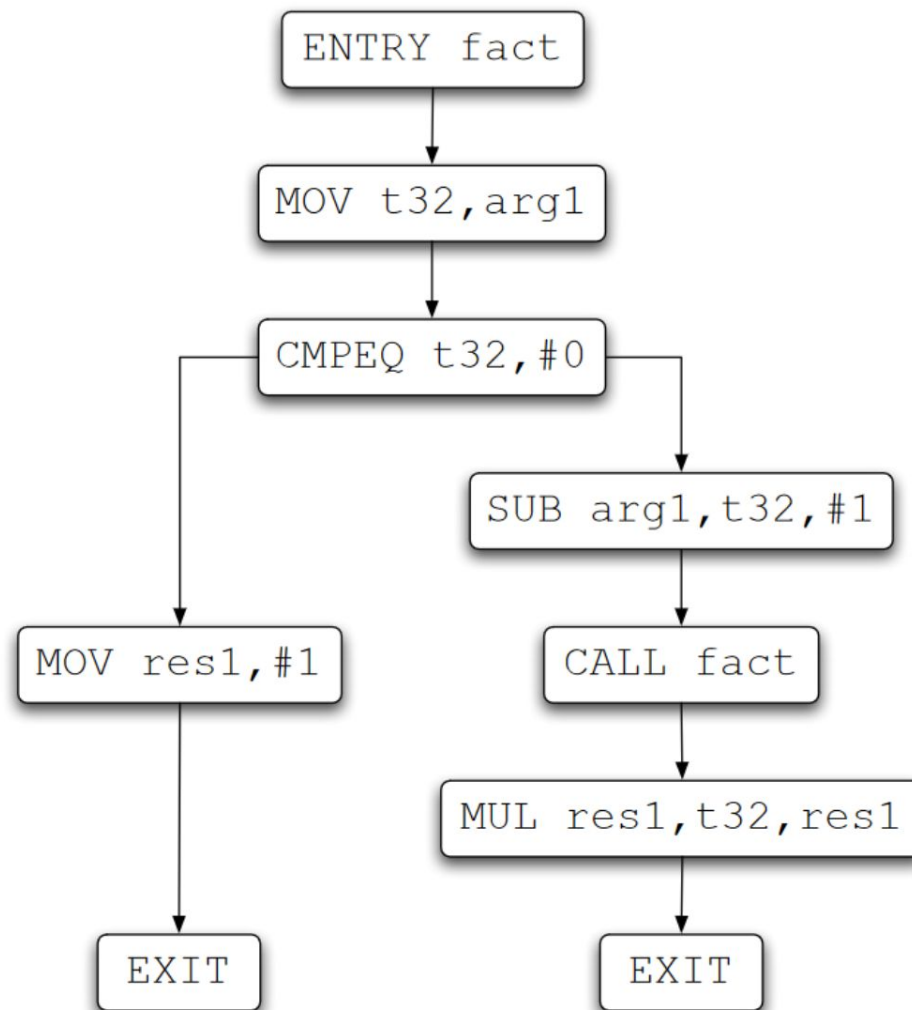 ENTRY fact
MOV t32,arg1
CMPEQ t32,#0
SUB arg1,t32,#1
MOV res1,#1
CALL fact
MUL res1,t32,res1
EXIT
EXIT